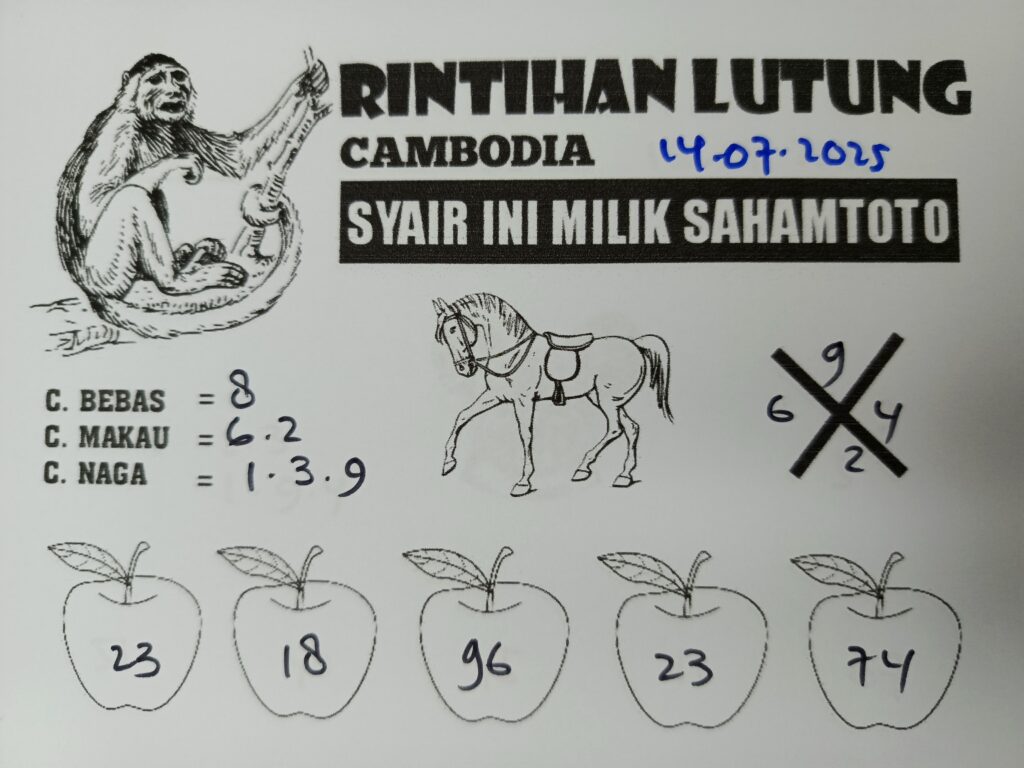 RINTIHAN LUTUNG
CAMBODIA 14.07.2025
SYAIR INI MILIK SAHAMTOTO
C. BEBAS = 8
C. MAKAU = 6.2
C. NAGA = 1.3.9
9
6 4
2
23 18 96 23 74